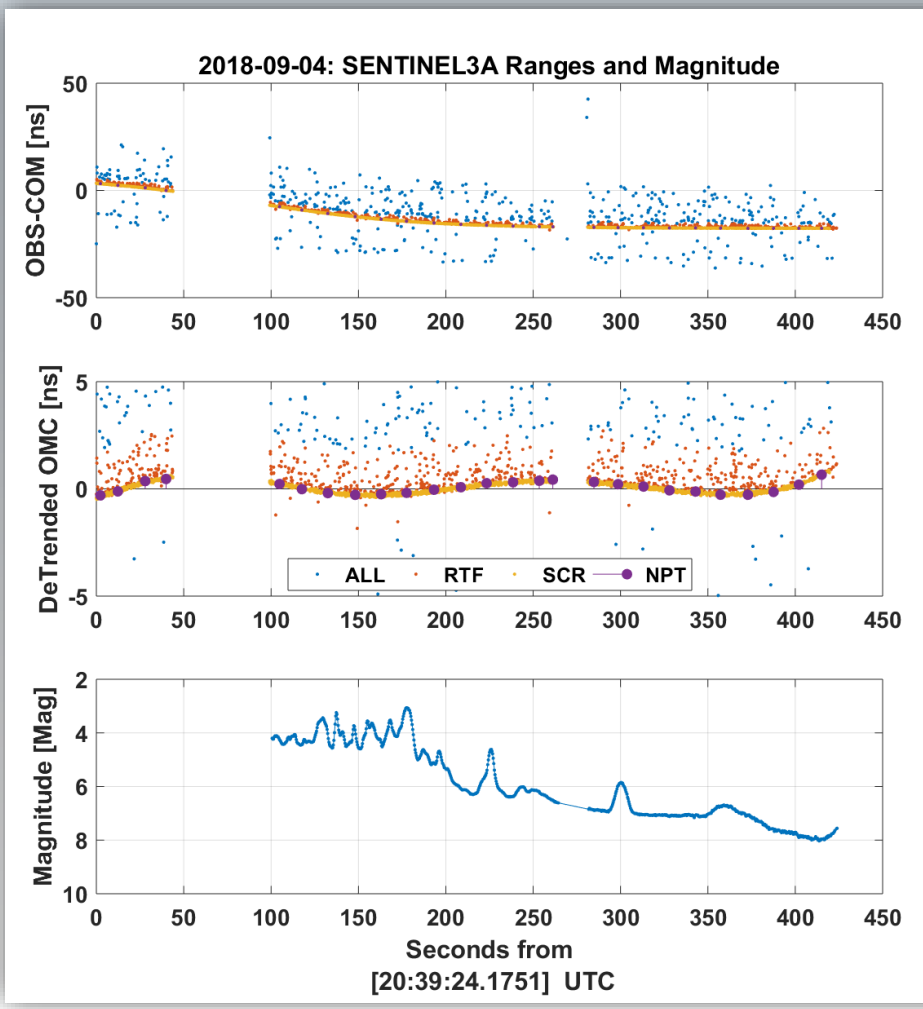 2018-09-04: SENTINEL3A Ranges and Magnitude
OBS-COM [ns]
50
0
-50
0 50 100 150 200 250 300 350 400 450
DeTrended OMC [ns]
5
0
-5
ALL RTF SCR NPT
0 50 100 150 200 250 300 350 400 450
Magnitude [Mag]
2
4
6
8
10
0 50 100 150 200 250 300 350 400 450
Seconds from
[20:39:24.1751] UTC